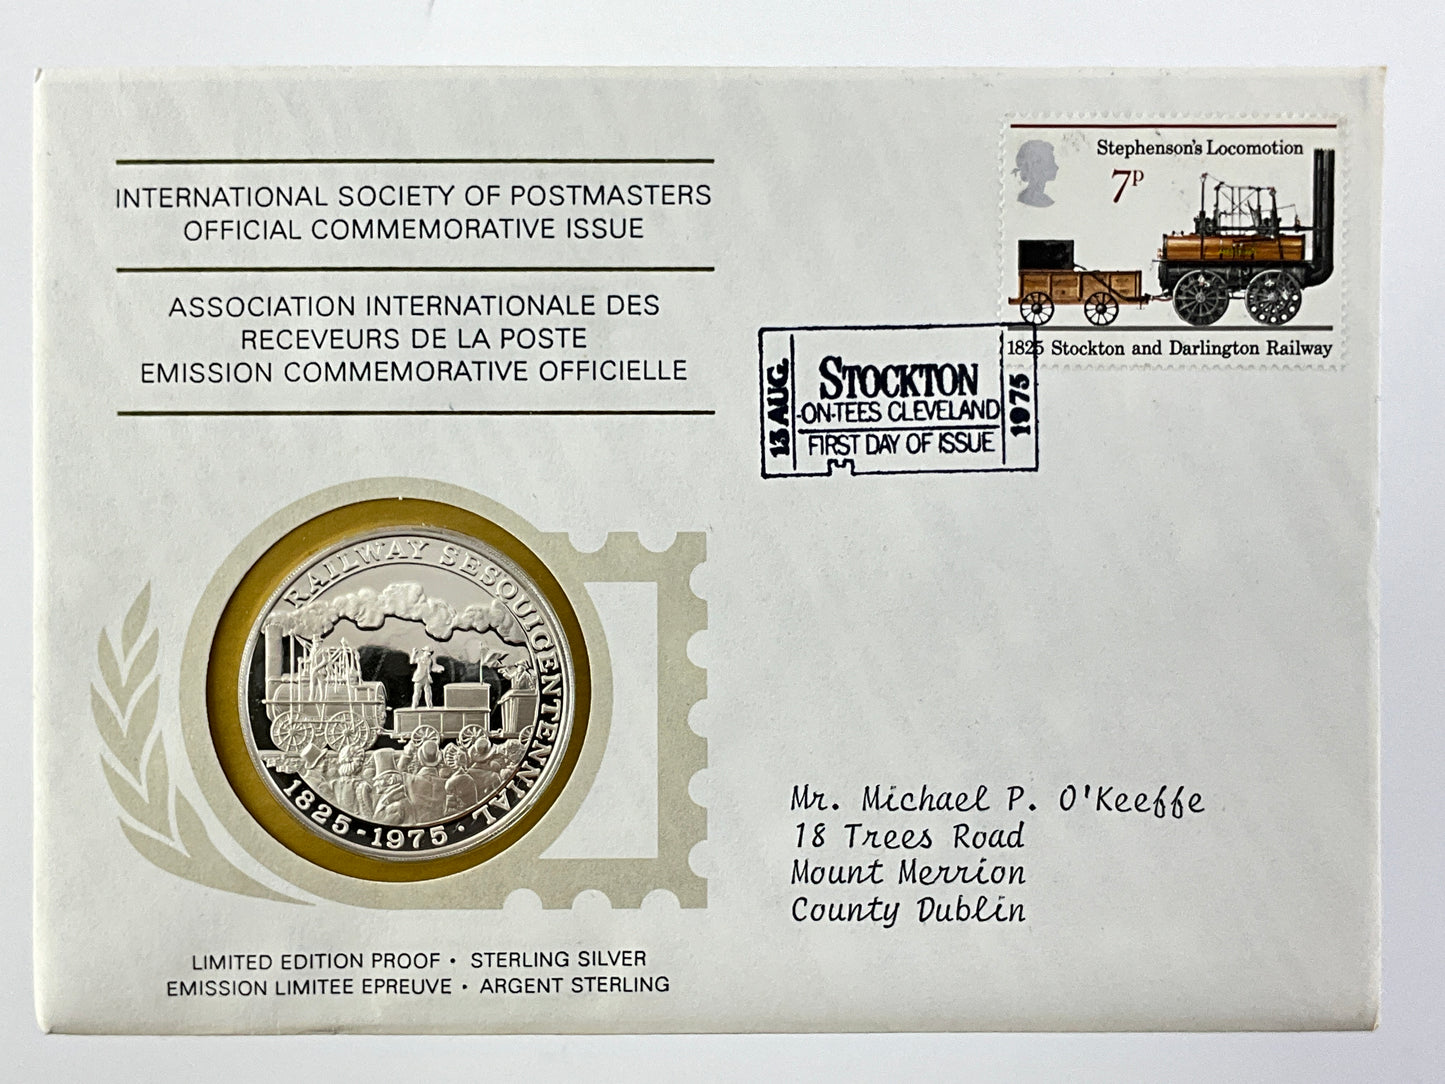 INTERNATIONAL SOCIETY OF POSTMASTERS
OFFICIAL COMMEMORATIVE ISSUE
ASSOCIATION INTERNATIONALE DES
RECEVEURS DE LA POSTE
EMISSION COMMEMORATIVE OFFICIELLE
Stephenson's Locomotion
7p
1825 Stockton and Darlington Railway
13 AUG.
STOCKTON
-ON-TEES CLEVELAND
FIRST DAY OF ISSUE
1975
RAILWAY SESQUICENTENNIAL
1825-1975 ·
Mr. Michael P. O'Keeffe
18 Trees Road
Mount Merrion
County Dublin
LIMITED EDITION PROOF • STERLING SILVER
EMISSION LIMITEE EPREUVE • ARGENT STERLING